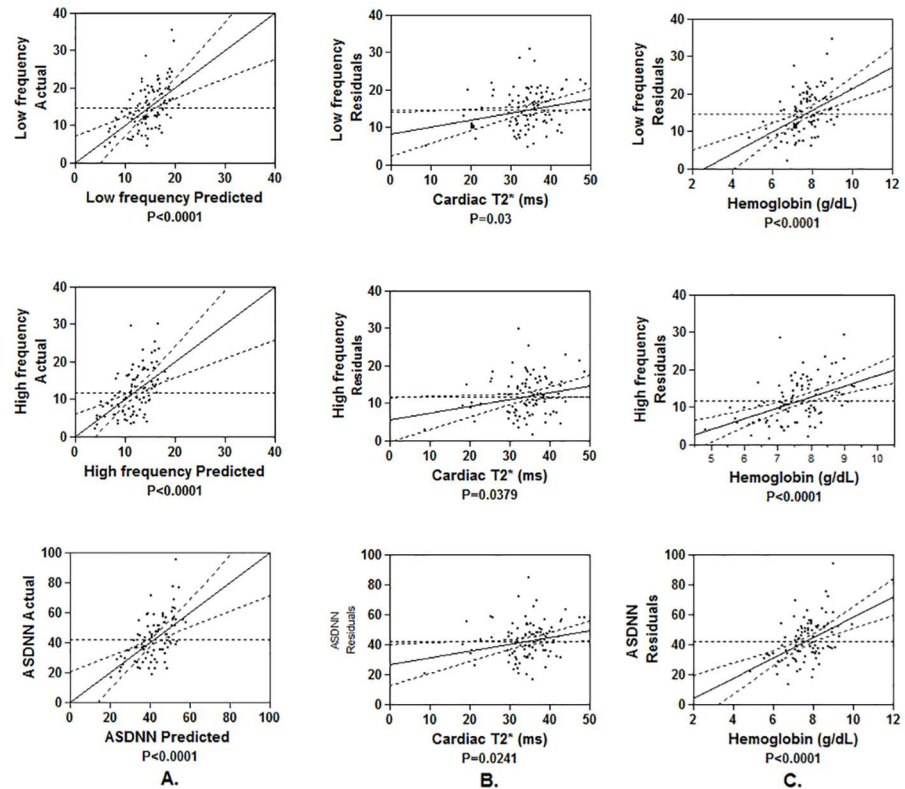 40
30
20
10
0
Low frequency
Actual
0 10 20 30 40
Low frequency Predicted
P<0.0001
40
30
20
10
0
Low frequency
Residuals
0 10 20 30 40 50
Cardiac T2* (ms)
P=0.03
40
30
20
10
0
Low frequency
Residuals
2 4 6 8 10 12
Hemoglobin (g/dL)
P<0.0001
40
30
20
10
0
High frequency
Actual
0 10 20 30 40
High frequency Predicted
P<0.0001
40
30
20
10
0
High frequency
Residuals
0 10 20 30 40 50
Cardiac T2* (ms)
P=0.0379
40
30
20
10
0
High frequency
Residuals
5 6 7 8 9 10
Hemoglobin (g/dL)
P<0.0001
100
80
60
40
20
0
ASDNN Actual
0 20 40 60 80 100
ASDNN Predicted
P<0.0001
100
80
60
40
20
0
ASDNN
Residuals
0 10 20 30 40 50
Cardiac T2* (ms)
P=0.0241
100
80
60
40
20
0
ASDNN
Residuals
2 4 6 8 10 12
Hemoglobin (g/dL)
P<0.0001
A. B. C.